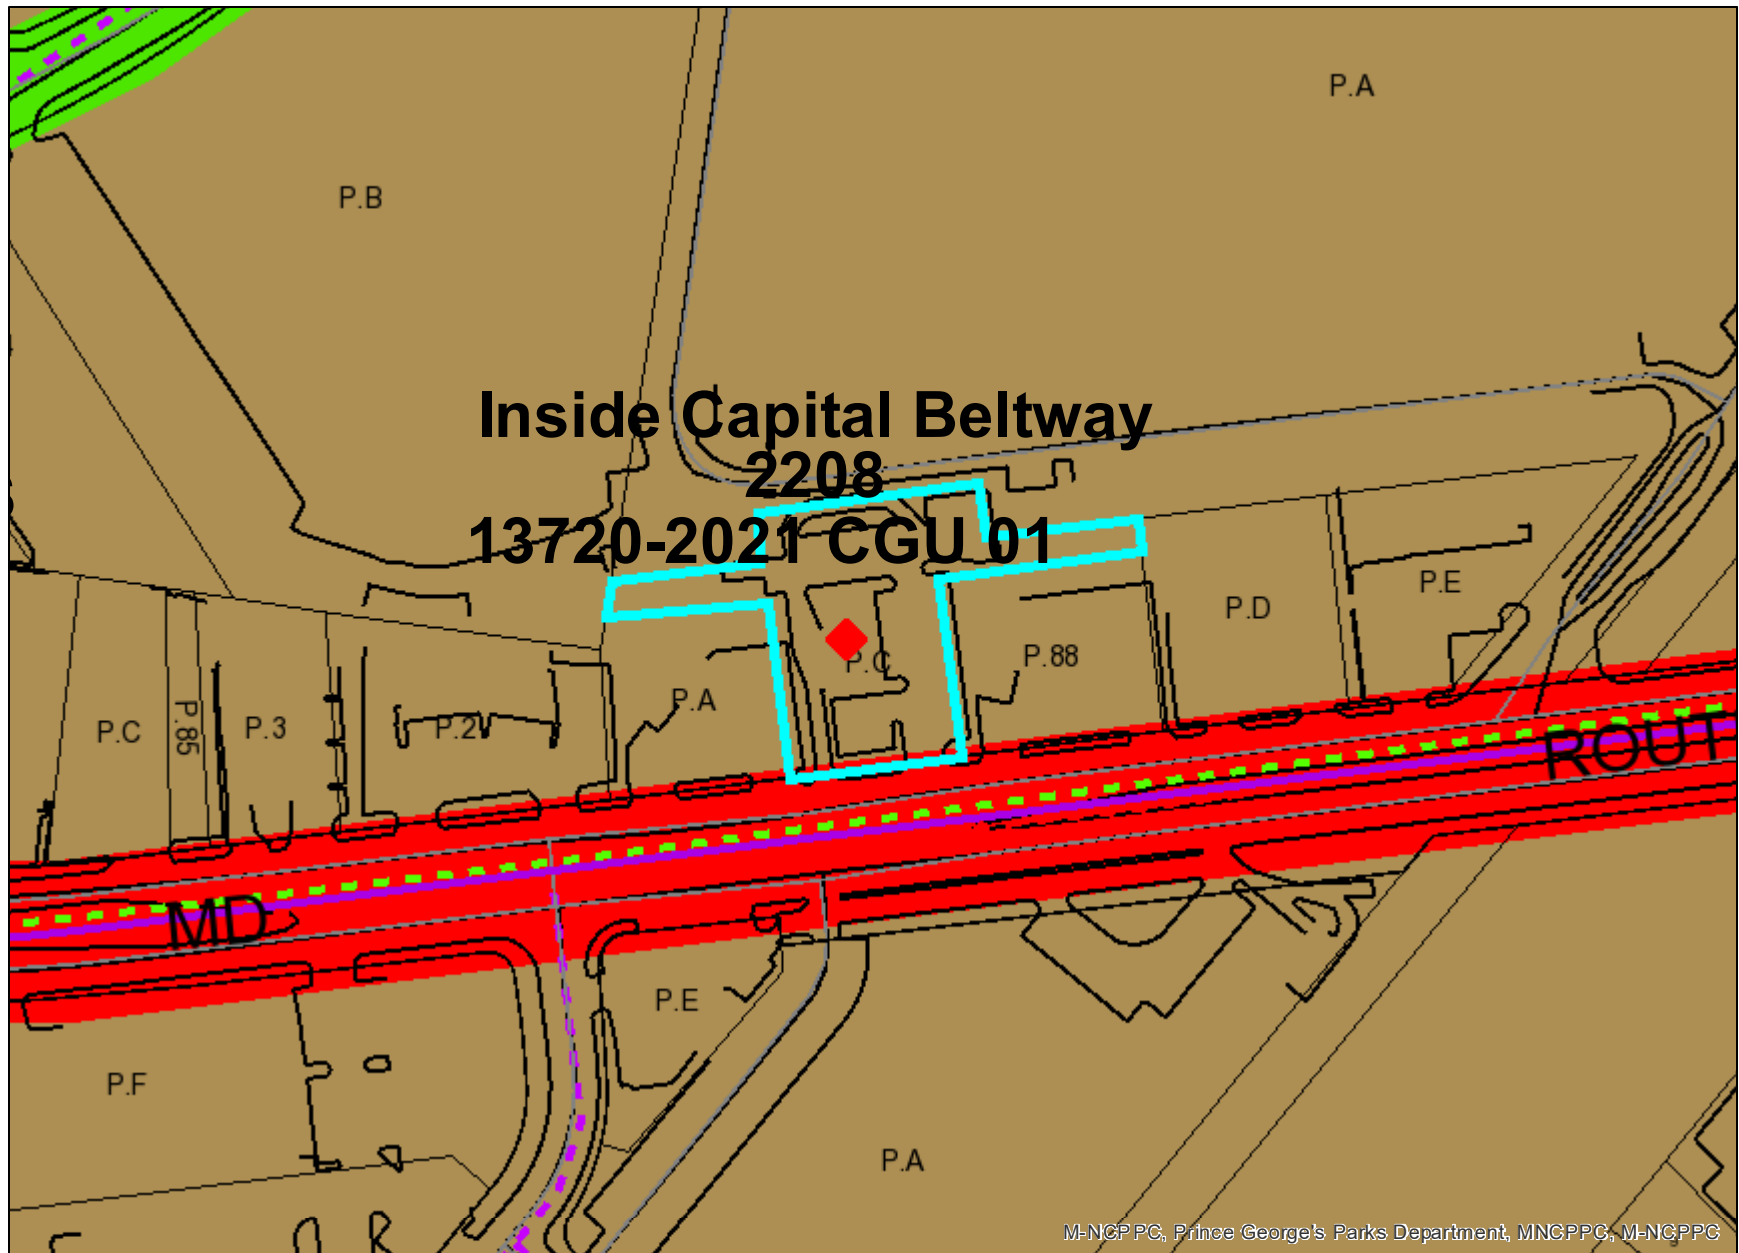 P.A
P.B
Inside Capital Beltway
2208
13720-2021 CGU 01
P.E
P.D
P.C
P.88
P.A
P.C
P.85
P.3
P.2
ROUT
MD
P.E
P.F
P.A
M-NCPPC, Prince George's Parks Department, MNCPPC, M-NCPPC